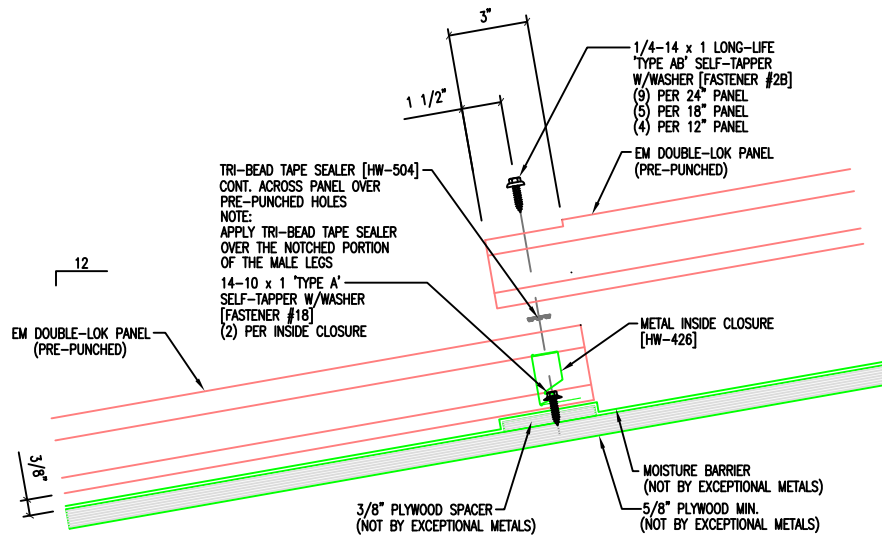 3"
1 1/2"
1/4-14 x 1 LONG-LIFE
'TYPE AB' SELF-TAPPER
W/WASHER [FASTENER #2B]
(9) PER 24" PANEL
(5) PER 18" PANEL
(4) PER 12" PANEL
EM DOUBLE-LOK PANEL
(PRE-PUNCHED)
TRI-BEAD TAPE SEALER [HW-504]
CONT. ACROSS PANEL OVER
PRE-PUNCHED HOLES
NOTE:
APPLY TRI-BEAD TAPE SEALER
OVER THE NOTCHED PORTION
OF THE MALE LEGS
14-10 x 1 'TYPE A'
SELF-TAPPER W/WASHER
[FASTENER #18]
(2) PER INSIDE CLOSURE
12
EM DOUBLE-LOK PANEL
(PRE-PUNCHED)
METAL INSIDE CLOSURE
[HW-426]
3/8"
MOISTURE BARRIER
(NOT BY EXCEPTIONAL METALS)
3/8" PLYWOOD SPACER
(NOT BY EXCEPTIONAL METALS)
5/8" PLYWOOD MIN.
(NOT BY EXCEPTIONAL METALS)